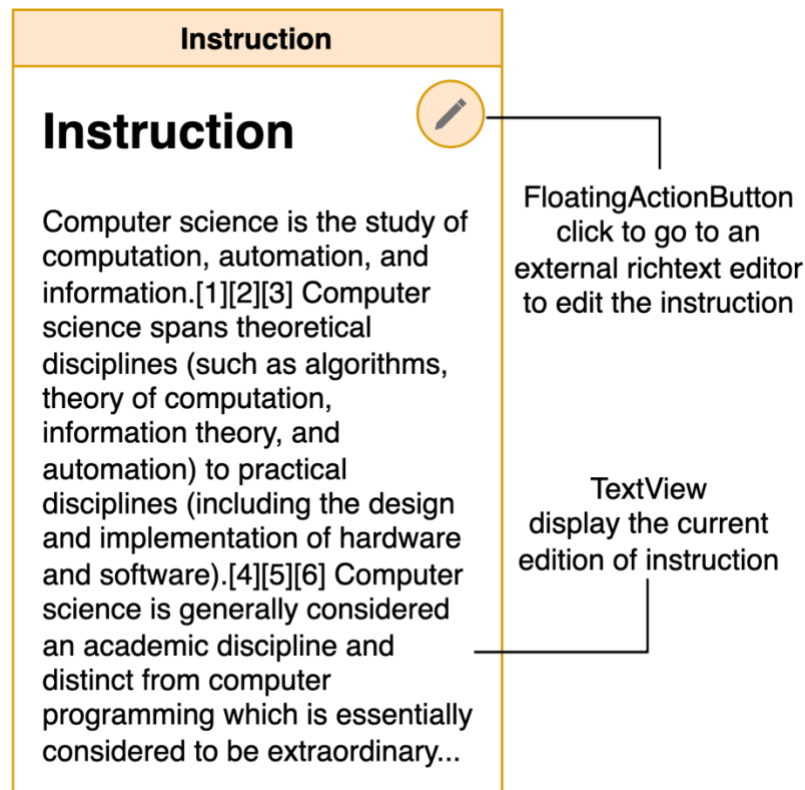 Instruction
Instruction
Computer science is the study of
computation, automation, and
information.[1][2][3] Computer
science spans theoretical
disciplines (such as algorithms,
theory of computation,
information theory, and
automation) to practical
disciplines (including the design
and implementation of hardware
and software).[4][5][6] Computer
science is generally considered
an academic discipline and
distinct from computer
programming which is essentially
considered to be extraordinary...
FloatingActionButton
click to go to an
external richtext editor
to edit the instruction
TextView
display the current
edition of instruction